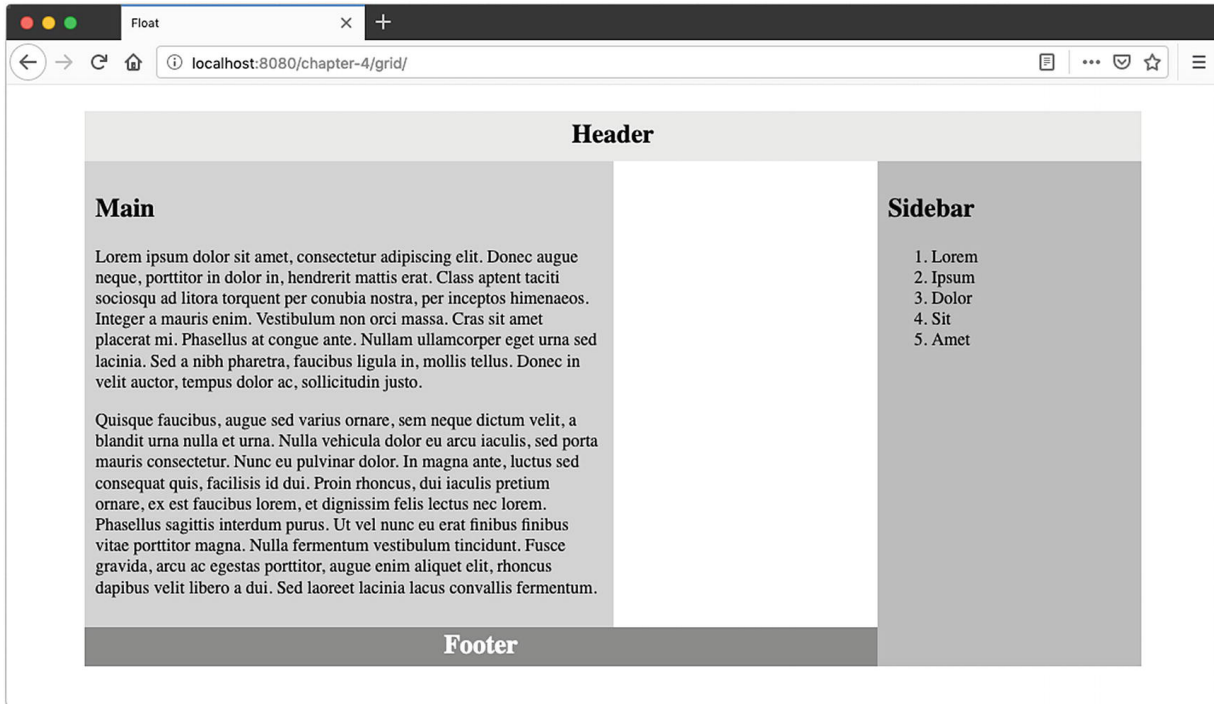 Float
localhost:8080/chapter-4/grid/
Header
Main
Lorem ipsum dolor sit amet, consectetur adipiscing elit. Donec augue
neque, porttitor in dolor in, hendrerit mattis erat. Class aptent taciti
sociosqu ad litora torquent per conubia nostra, per inceptos himenaeos.
Integer a mauris enim. Vestibulum non orci massa. Cras sit amet
placerat mi. Phasellus at congue ante. Nullam ullamcorper eget urna sed
lacinia. Sed a nibh pharetra, faucibus ligula in, mollis tellus. Donec in
velit auctor, tempus dolor ac, sollicitudin justo.
Quisque faucibus, augue sed varius ornare, sem neque dictum velit, a
blandit urna nulla et urna. Nulla vehicula dolor eu arcu iaculis, sed porta
mauris consectetur. Nunc eu pulvinar dolor. In magna ante, luctus sed
consequat quis, facilisis id dui. Proin rhoncus, dui iaculis pretium
ornare, ex est faucibus lorem, et dignissim felis lectus nec lorem.
Phasellus sagittis interdum purus. Ut vel nunc eu erat finibus finibus
vitae porttitor magna. Nulla fermentum vestibulum tincidunt. Fusce
gravida, arcu ac egestas porttitor, augue enim aliquet elit, rhoncus
dapibus velit libero a dui. Sed laoreet lacinia lacus convallis fermentum.
Sidebar
1. Lorem
2. Ipsum
3. Dolor
4. Sit
5. Amet
Footer